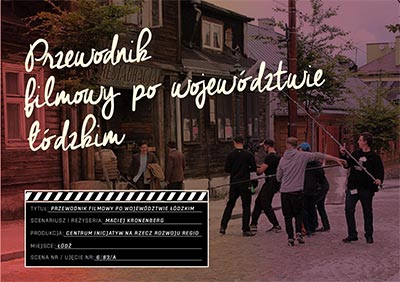 Przewodnik
filmowy po województwie
Łódzkim
RESTAURACJA
TYTUŁ: PRZEWODNIK FILMOWY PO WOJEWÓDZTWIE ŁÓDZKIM
SCENARIUSZ I REŻYSERIA: MACIEJ KRONENBERG
PRODUKCJA: CENTRUM INICJATYW NA RZECZ ROZWOJU REGIO
MIEJSCE: ŁÓDŹ
SCENA NR / UJĘCIE NR: 6/83/A